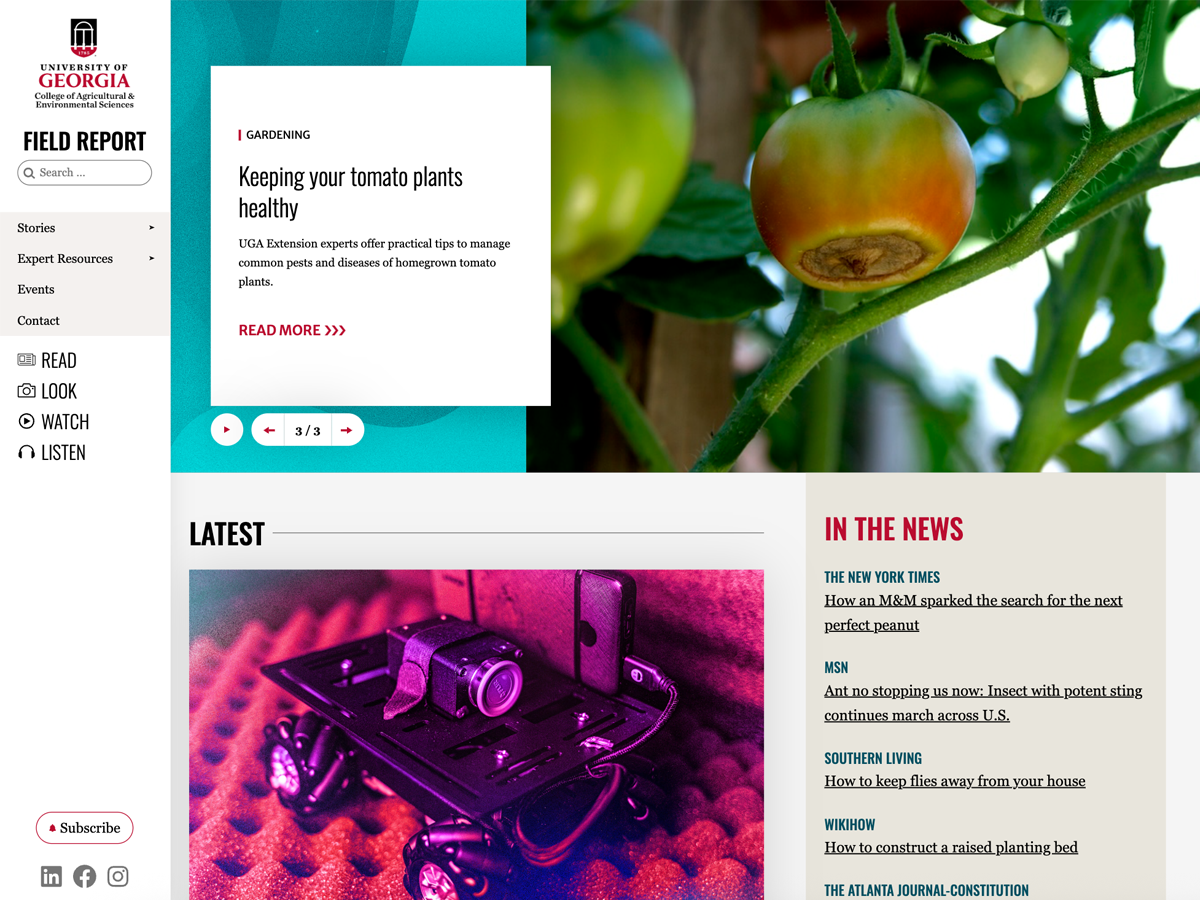 1785
UNIVERSITY OF
GEORGIA
College of Agricultural &
Environmental Sciences
FIELD REPORT
Search ...
Stories
Expert Resources
Events
Contact
READ
LOOK
WATCH
LISTEN
Subscribe
GARDENING
Keeping your tomato plants
healthy
UGA Extension experts offer practical tips to manage
common pests and diseases of homegrown tomato
plants.
READ MORE
3 / 3
LATEST
IN THE NEWS
THE NEW YORK TIMES
How an M&M sparked the search for the next
perfect peanut
MSN
Ant no stopping us now: Insect with potent sting
continues march across U.S.
SOUTHERN LIVING
How to keep flies away from your house
WIKIHOW
How to construct a raised planting bed
THE ATLANTA JOURNAL-CONSTITUTION